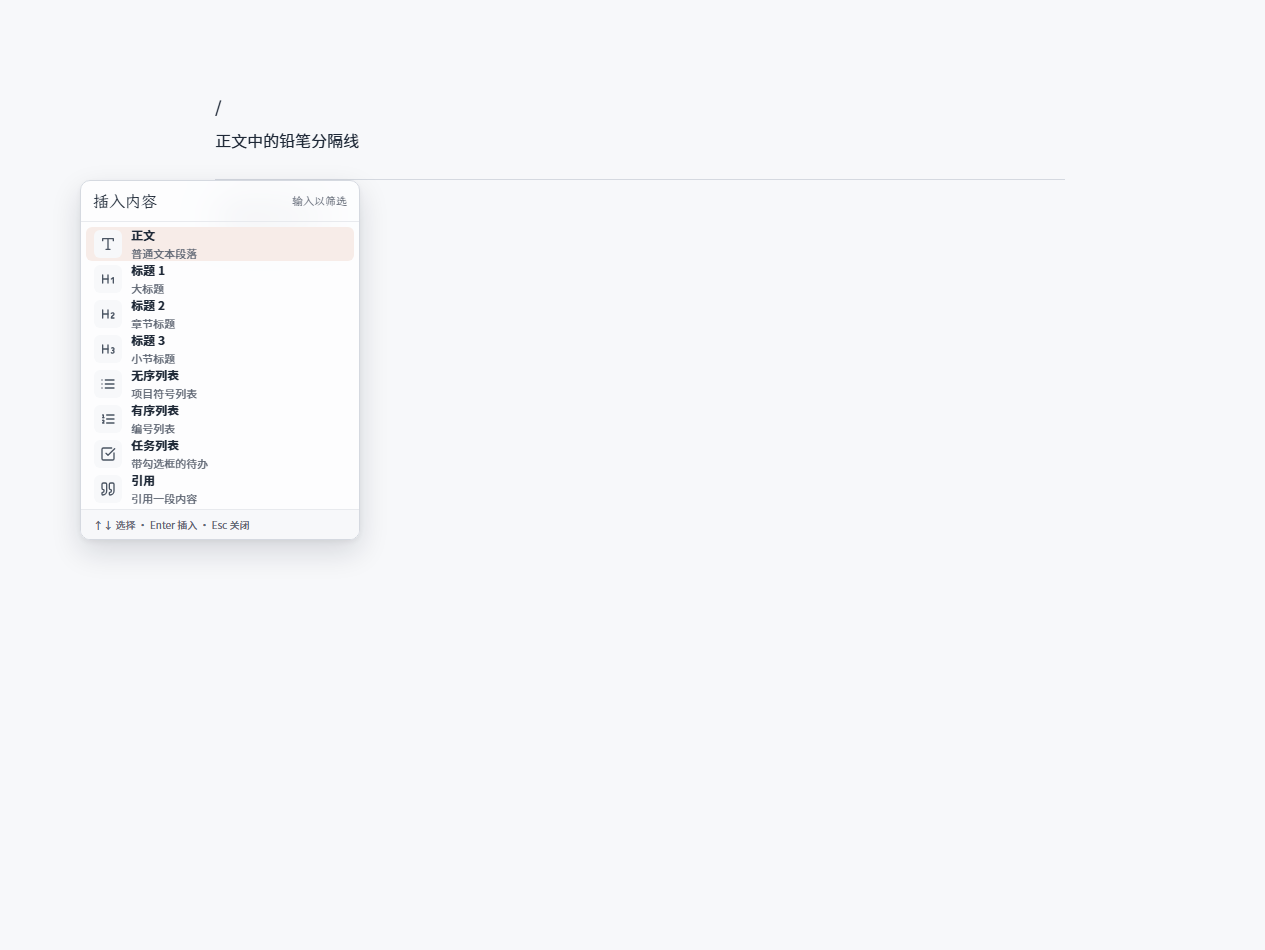 /
正文中的铅笔分隔线
插入内容 输入以筛选
正文
普通文本段落
H1 标题 1
大标题
H2 标题 2
章节标题
H3 标题 3
小节标题
无序列表
项目符号列表
有序列表
编号列表
任务列表
带勾选框的待办
引用
引用一段内容
↑↓ 选择 · Enter 插入 · Esc 关闭